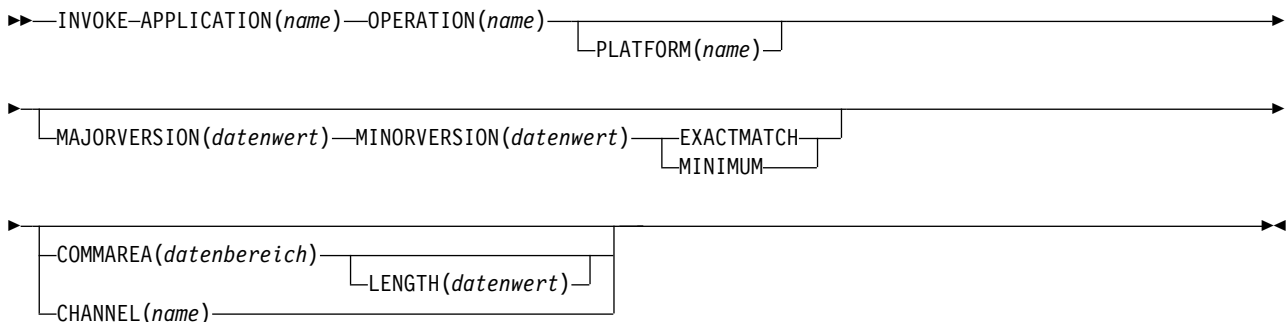 INVOKE APPLICATION(name) OPERATION(name)
PLATFORM(name)
MAJORVERSION(datenwert) MINORVERSION(datenwert) EXACTMATCH
MINIMUM
COMMAREA(datenbereich)
LENGTH(datenwert)
CHANNEL(name)